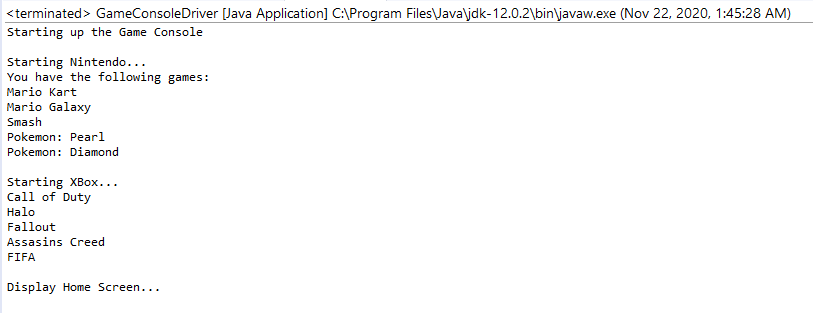 <terminated> GameConsoleDriver [Java Application] C:\Program Files\Java\jdk-12.0.2\bin\javaw.exe (Nov 22, 2020, 1:45:28 AM)
Starting up the Game Console
Starting Nintendo...
You have the following games:
Mario Kart
Mario Galaxy
Smash
Pokemon: Pearl
Pokemon: Diamond
Starting XBox...
Call of Duty
Halo
Fallout
Assasins Creed
FIFA
Display Home Screen...